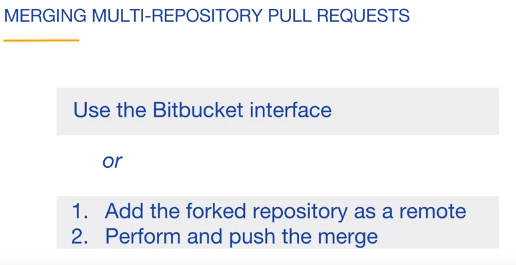 MERGING MULTI-REPOSITORY PULL REQUESTS
Use the Bitbucket interface
or
1. Add the forked repository as a remote
2. Perform and push the merge